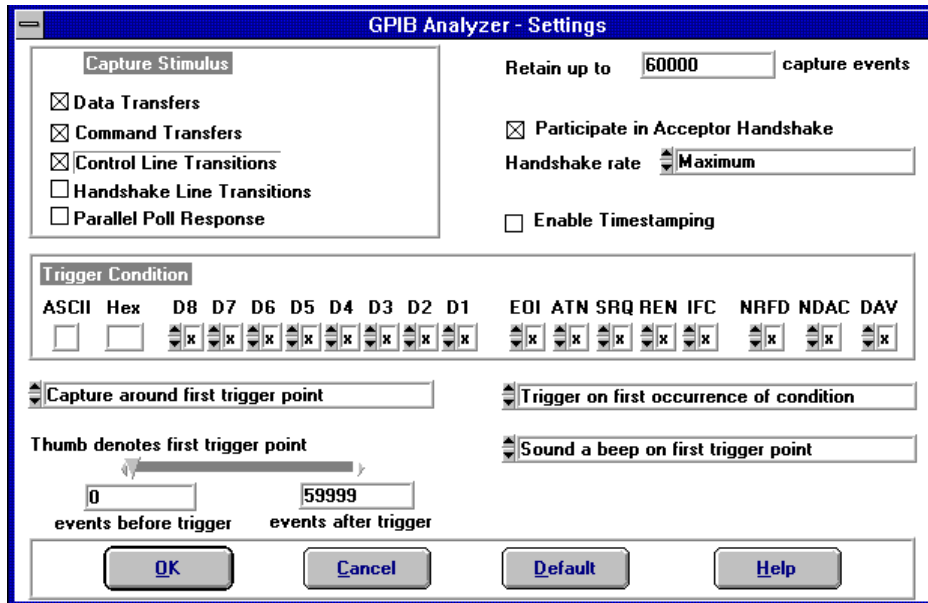 GPIB Analyzer - Settings
Capture Stimulus
Data Transfers
Command Transfers
Control Line Transitions
Handshake Line Transitions
Parallel Poll Response
Retain up to 60000 capture events
Participate in Acceptor Handshake
Handshake rate Maximum
Enable Timestamping
Trigger Condition
ASCII Hex D8 D7 D6 D5 D4 D3 D2 D1 EOI ATN SRQ REN IFC NRFD NDAC DAV
x x x x x x x x x x x x x x x x
Capture around first trigger point
Trigger on first occurrence of condition
Thumb denotes first trigger point
Sound a beep on first trigger point
0 59999
events before trigger events after trigger
OK Cancel Default Help